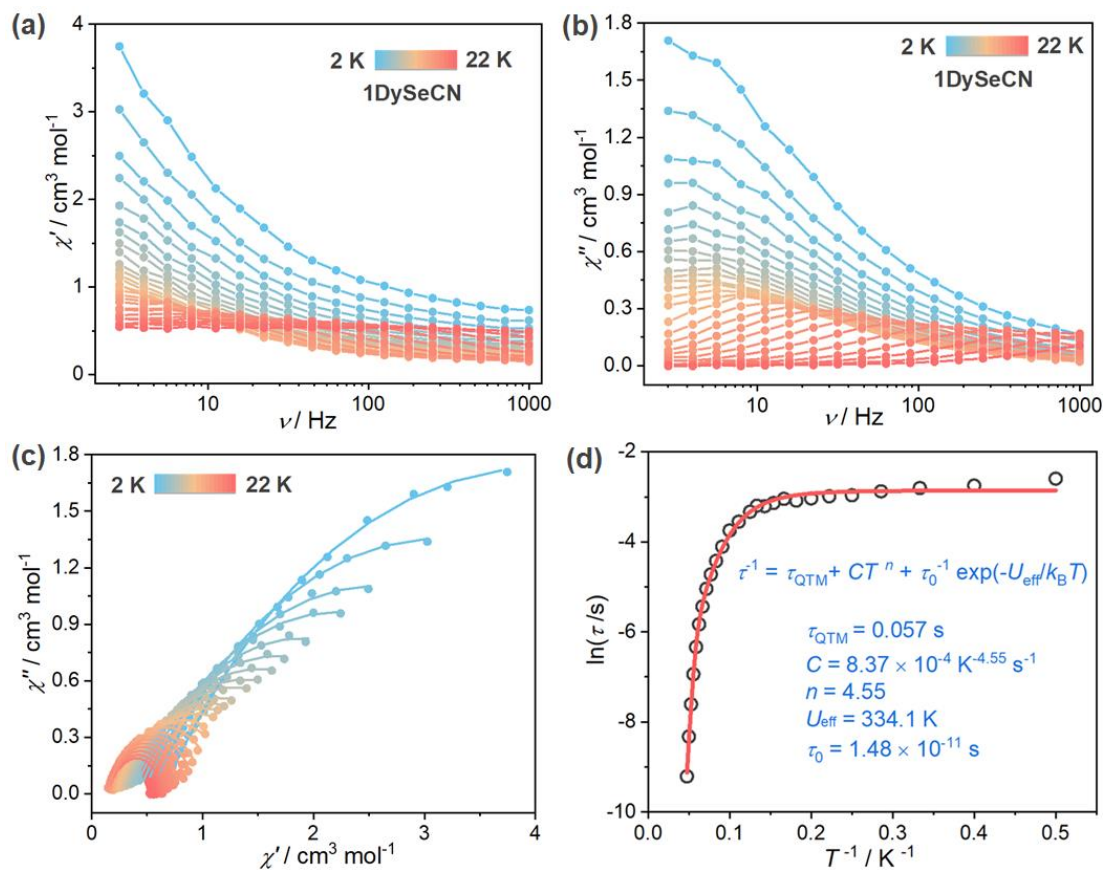 (a)
4
3
2
1
0
χ′ / cm³ mol⁻¹
2 K
22 K
1DySeCN
10
100
1000
ν / Hz
(b)
1.8
1.5
1.2
0.9
0.6
0.3
0.0
χ″ / cm³ mol⁻¹
2 K
22 K
1DySeCN
10
100
1000
ν / Hz
(c)
1.8
1.5
1.2
0.9
0.6
0.3
0.0
χ″ / cm³ mol⁻¹
2 K
22 K
0
1
2
3
4
χ′ / cm³ mol⁻¹
(d)
-2
-4
-6
-8
-10
ln(τ /s)
τ⁻¹ = τ_QTM + CT ⁿ + τ₀⁻¹ exp(-U_eff/k_BT)
τ_QTM = 0.057 s
C = 8.37 × 10⁻⁴ K⁻⁴·⁵⁵ s⁻¹
n = 4.55
U_eff = 334.1 K
τ₀ = 1.48 × 10⁻¹¹ s
0.0
0.1
0.2
0.3
0.4
0.5
T ⁻¹ / K⁻¹